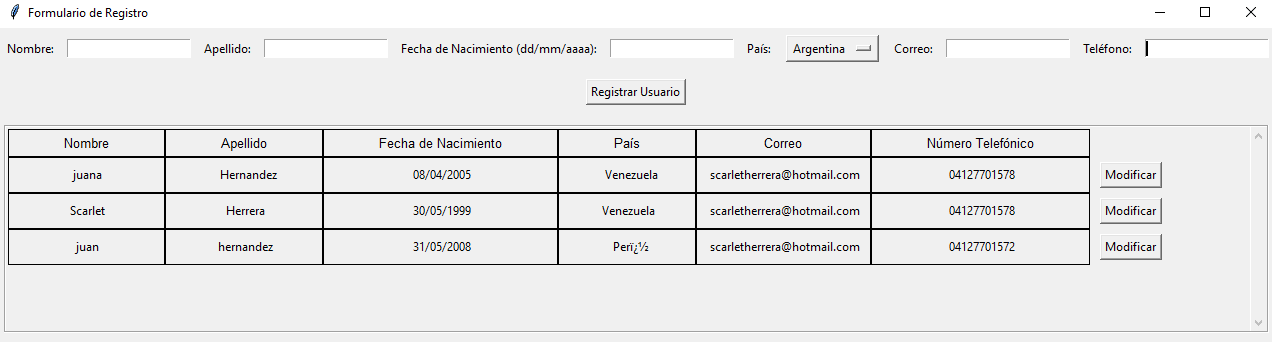 Formulario de Registro
Nombre: Apellido: Fecha de Nacimiento (dd/mm/aaaa): País: Argentina Correo: Teléfono:
Registrar Usuario
Nombre Apellido Fecha de Nacimiento País Correo Número Telefónico
juana Hernandez 08/04/2005 Venezuela scarletherrera@hotmail.com 04127701578 Modificar
Scarlet Herrera 30/05/1999 Venezuela scarletherrera@hotmail.com 04127701578 Modificar
juan hernandez 31/05/2008 Perï¿½ scarletherrera@hotmail.com 04127701572 Modificar